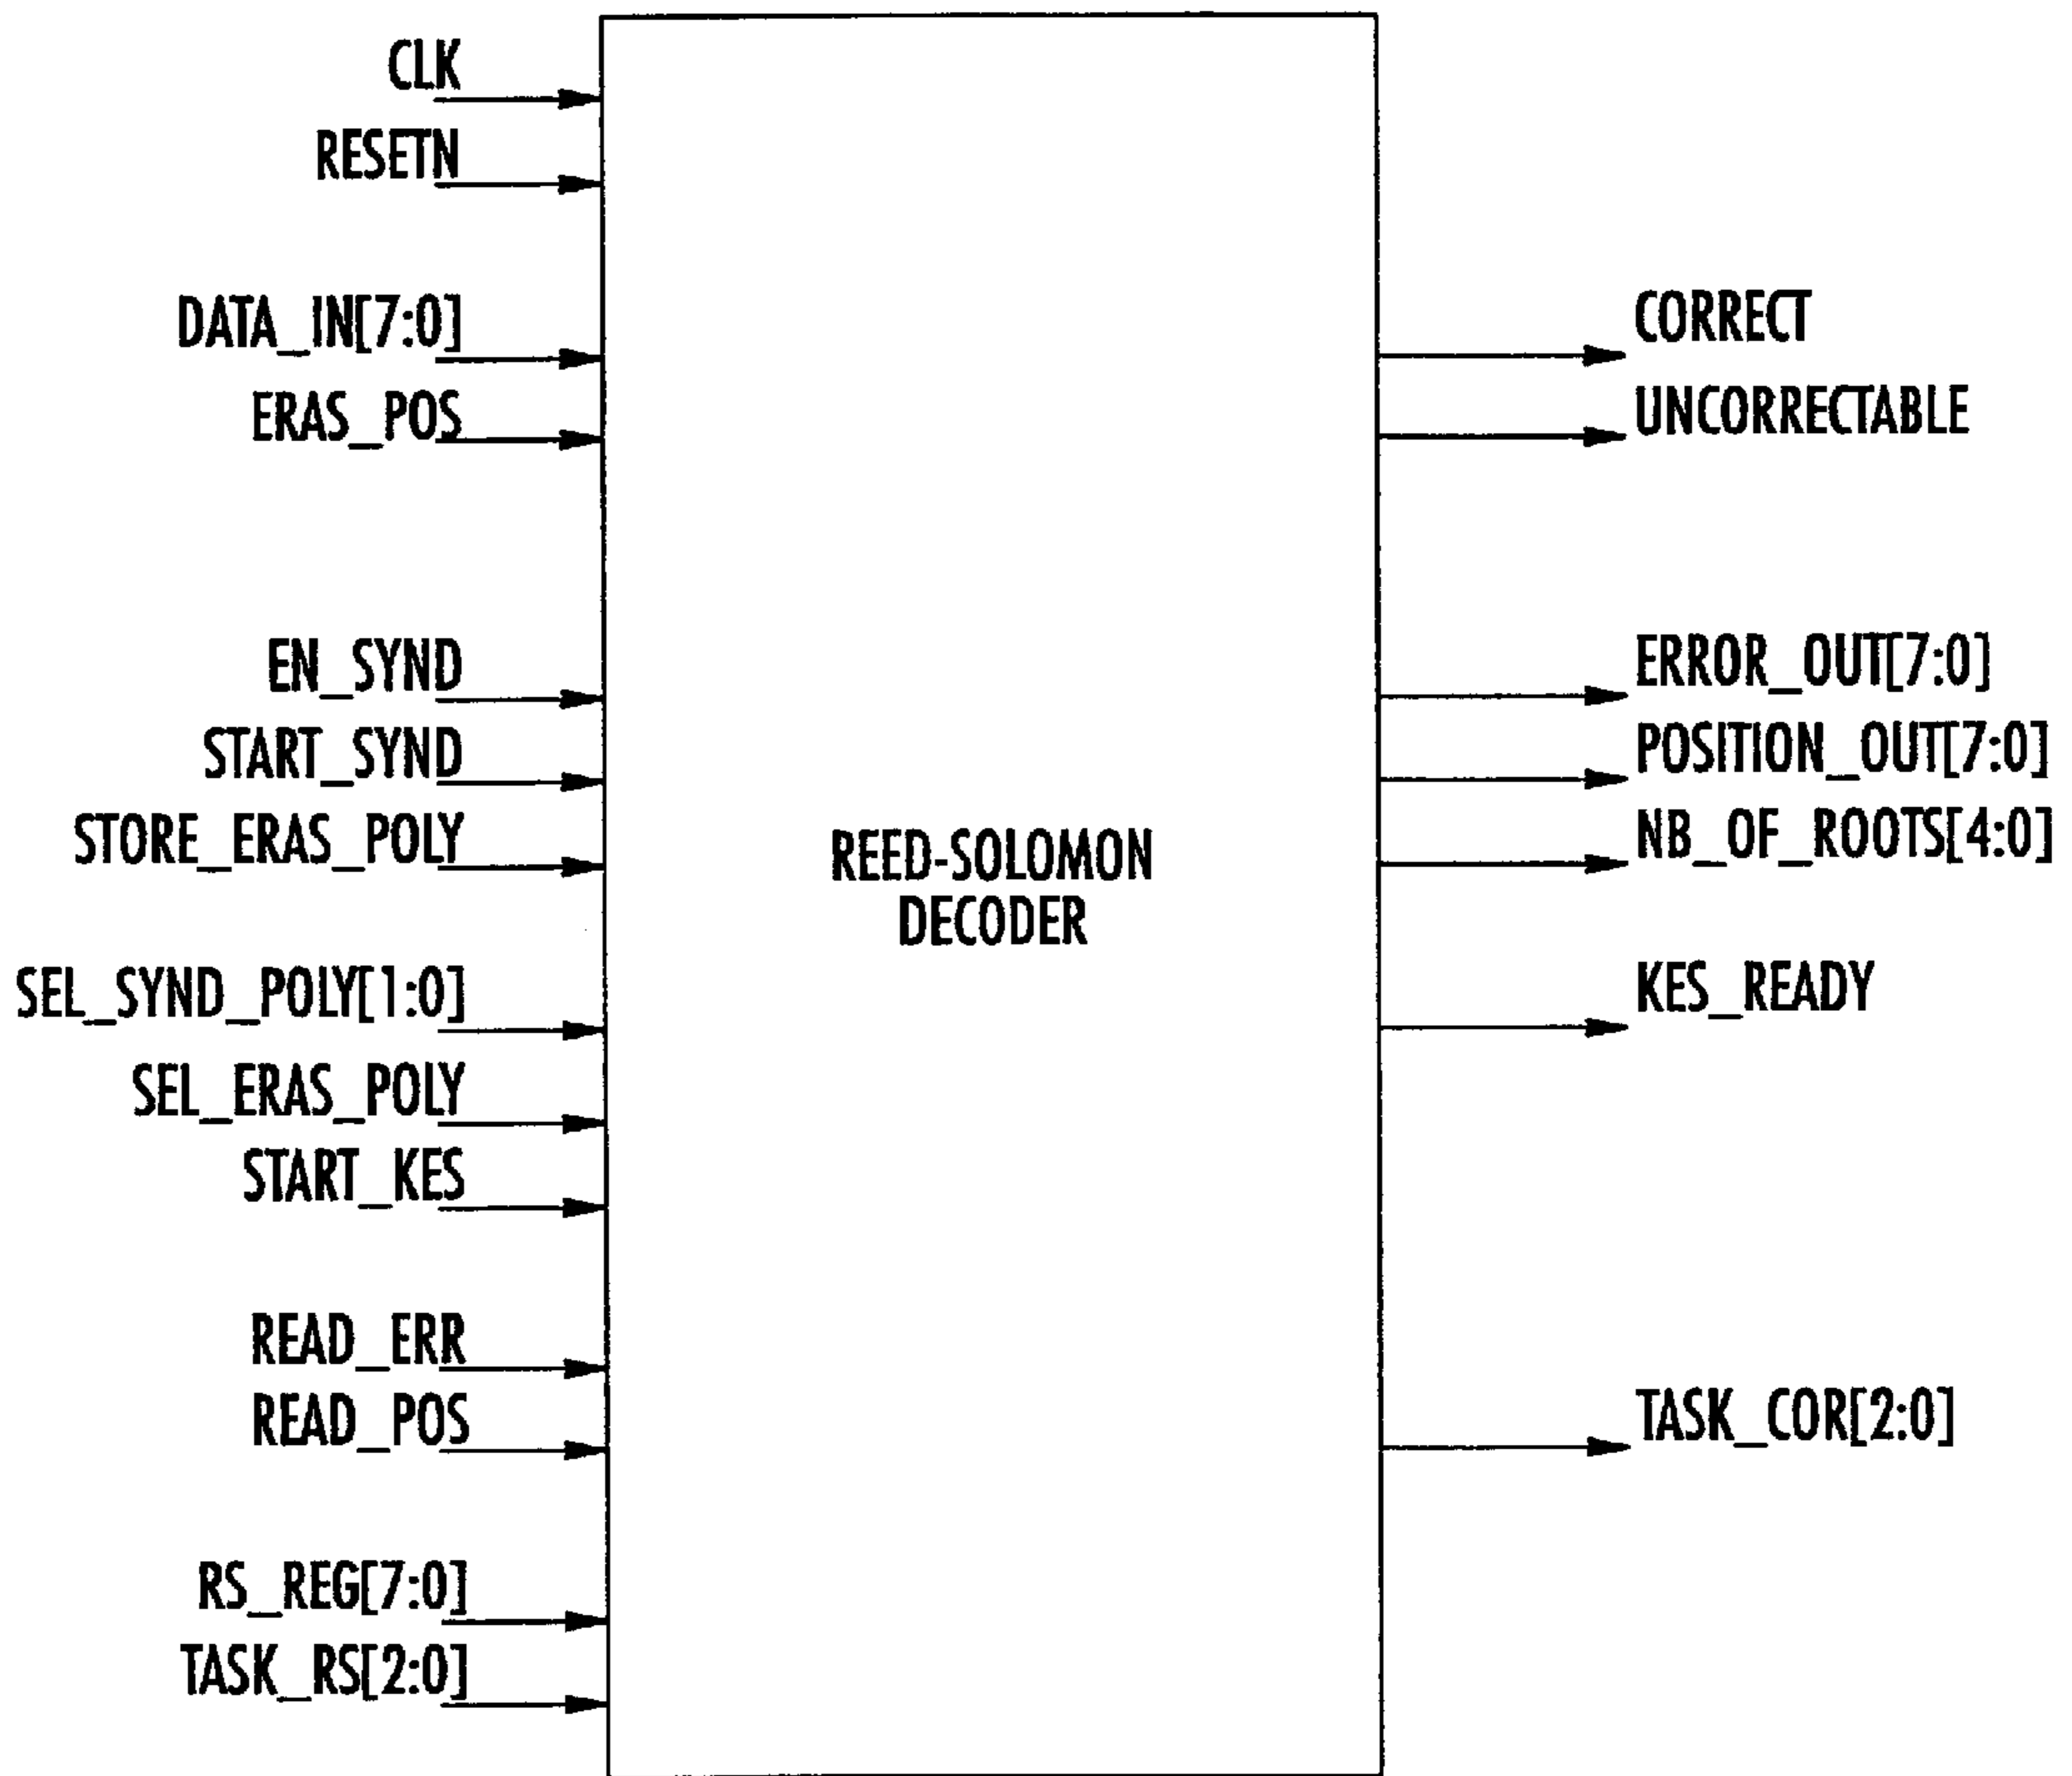 CLK
RESETN
DATA_IN[7:0]
ERAS_POS
EN_SYND
START_SYND
STORE_ERAS_POLY
SEL_SYND_POLY[1:0]
SEL_ERAS_POLY
START_KES
READ_ERR
READ_POS
RS_REG[7:0]
TASK_RS[2:0]
REED-SOLOMON
DECODER
CORRECT
UNCORRECTABLE
ERROR_OUT[7:0]
POSITION_OUT[7:0]
NB_OF_ROOTS[4:0]
KES_READY
TASK_COR[2:0]